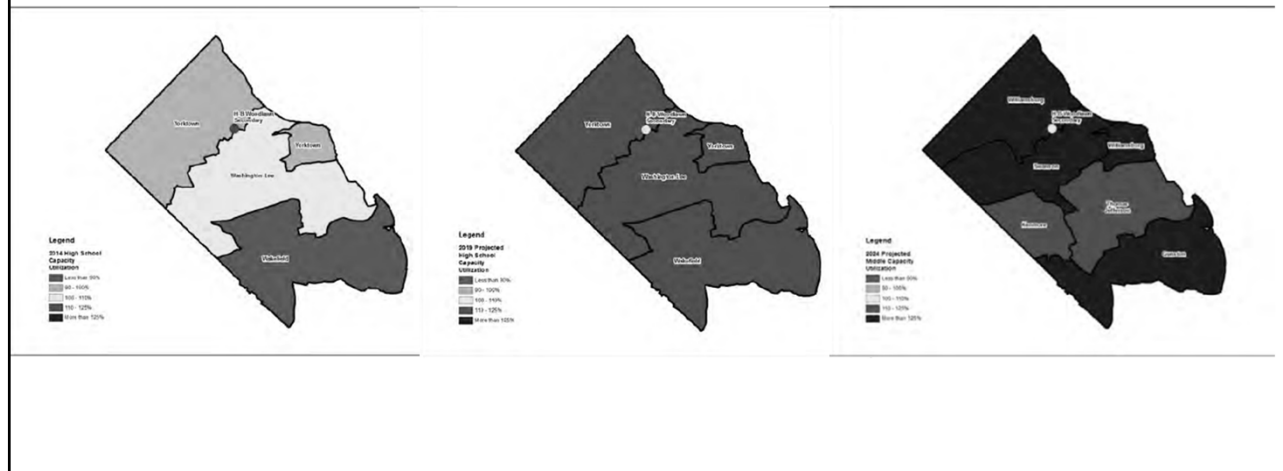 Yorktown
H-B Woodlawn
Secondary
Yorktown
Washington-Lee
Wakefield
Legend
2014 High School
Capacity
Utilization
Less than 90%
90 - 100%
100 - 110%
110 - 125%
More than 125%
Yorktown
H-B Woodlawn
Secondary
Yorktown
Washington-Lee
Wakefield
Legend
2019 Projected
High School
Capacity
Utilization
Less than 90%
90 - 100%
100 - 110%
110 - 125%
More than 125%
Williamsburg
H-B Woodlawn
Secondary
Williamsburg
Swanson
Thomas
Jefferson
Kenmore
Gunston
Legend
2024 Projected
Middle Capacity
Utilization
Less than 90%
90 - 100%
100 - 110%
110 - 125%
More than 125%